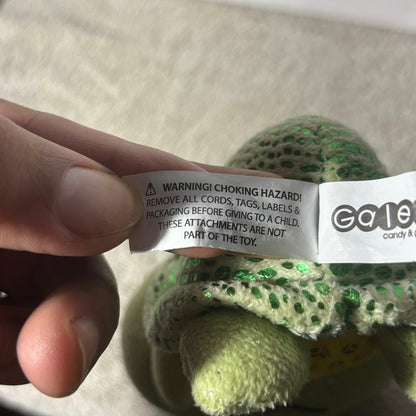 ⚠ WARNING! CHOKING HAZARD!
REMOVE ALL CORDS, TAGS, LABELS &
PACKAGING BEFORE GIVING TO A CHILD.
THESE ATTACHMENTS ARE NOT
PART OF THE TOY.
candy &